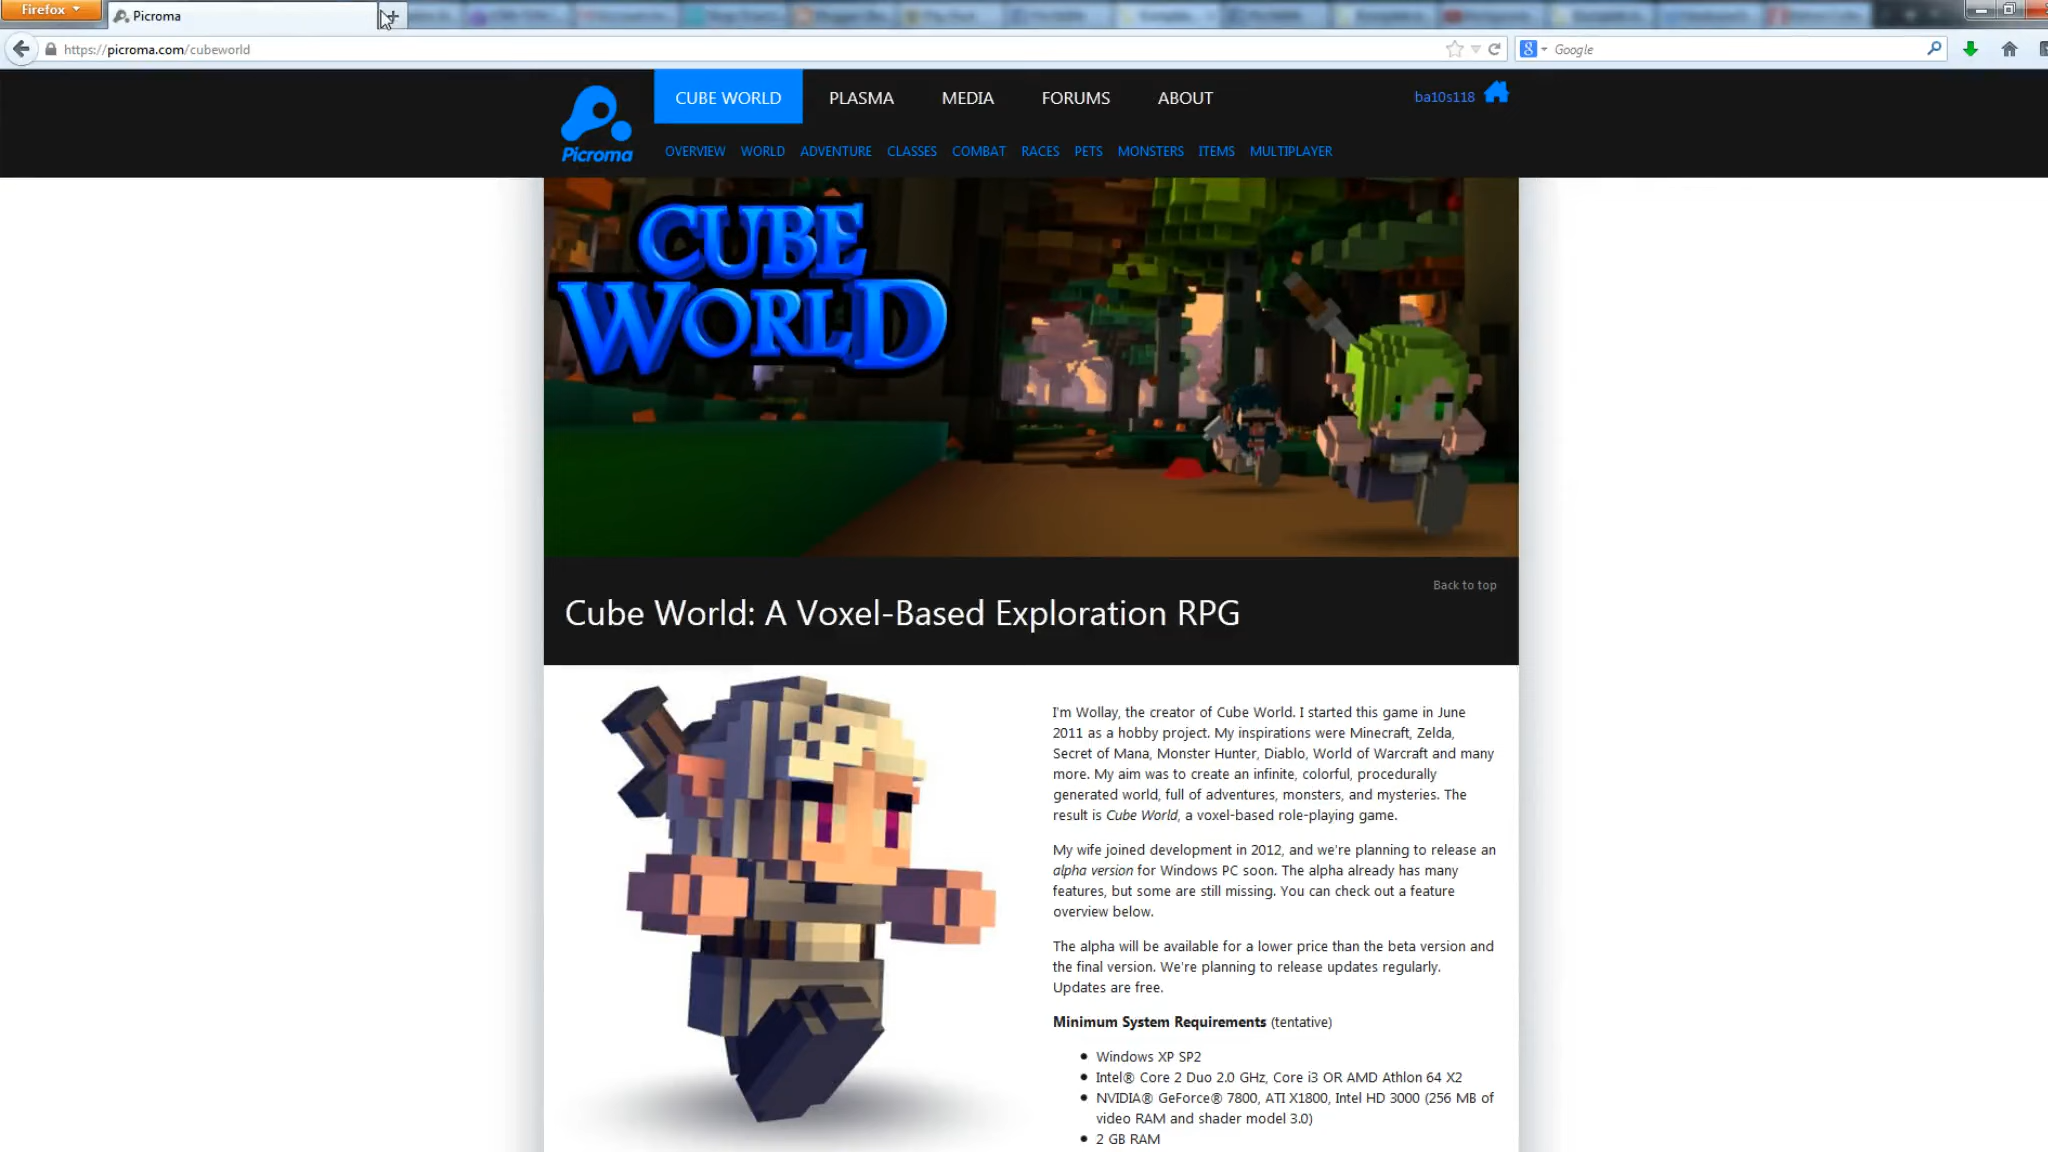 Firefox
Picroma
https://picroma.com/cubeworld
Google
CUBE WORLD PLASMA MEDIA FORUMS ABOUT
ba10s118
Picroma
OVERVIEW WORLD ADVENTURE CLASSES COMBAT RACES PETS MONSTERS ITEMS MULTIPLAYER
CUBE
WORLD
Back to top
Cube World: A Voxel-Based Exploration RPG
I'm Wollay, the creator of Cube World. I started this game in June
2011 as a hobby project. My inspirations were Minecraft, Zelda,
Secret of Mana, Monster Hunter, Diablo, World of Warcraft and many
more. My aim was to create an infinite, colorful, procedurally
generated world, full of adventures, monsters, and mysteries. The
result is Cube World, a voxel-based role-playing game.
My wife joined development in 2012, and we're planning to release an
alpha version for Windows PC soon. The alpha already has many
features, but some are still missing. You can check out a feature
overview below.
The alpha will be available for a lower price than the beta version and
the final version. We're planning to release updates regularly.
Updates are free.
Minimum System Requirements (tentative)
Windows XP SP2
Intel® Core 2 Duo 2.0 GHz, Core i3 OR AMD Athlon 64 X2
NVIDIA® GeForce® 7800, ATI X1800, Intel HD 3000 (256 MB of
video RAM and shader model 3.0)
2 GB RAM